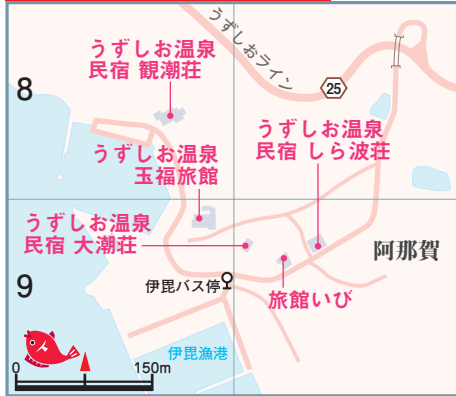 うずしおライン
8
うずしお温泉
民宿 観潮荘
25
うずしお温泉
民宿 しら波荘
うずしお温泉
玉福旅館
うずしお温泉
民宿 大潮荘
阿那賀
9
伊毘バス停
旅館いび
伊毘漁港
0
150m